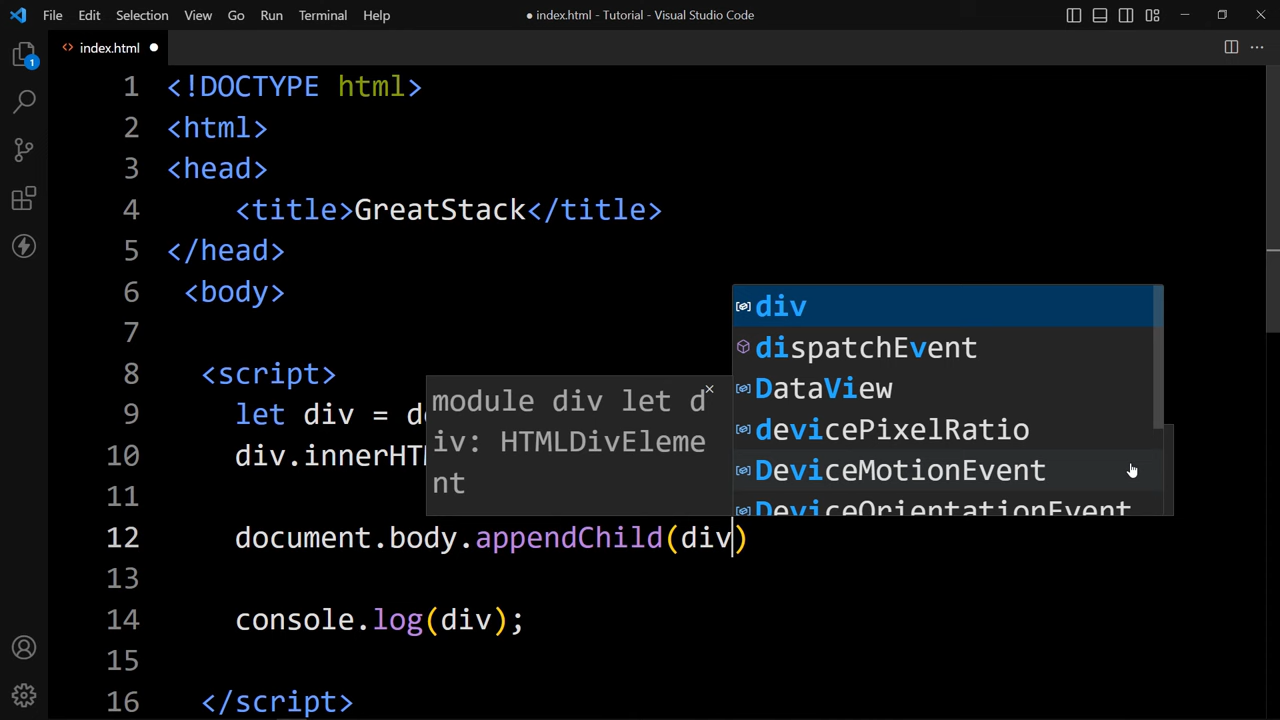 File Edit Selection View Go Run Terminal Help
● index.html - Tutorial - Visual Studio Code
<> index.html ●
1
1 <!DOCTYPE html>
2 <html>
3 <head>
4 <title>GreatStack</title>
5 </head>
6 <body>
7
8 <script>
9 let div = d
10 div.innerHT
11
12 document.body.appendChild(div)
13
14 console.log(div);
15
16 </script>
module div let d
iv: HTMLDivEleme
nt
div
dispatchEvent
DataView
devicePixelRatio
DeviceMotionEvent
DeviceOrientationEvent